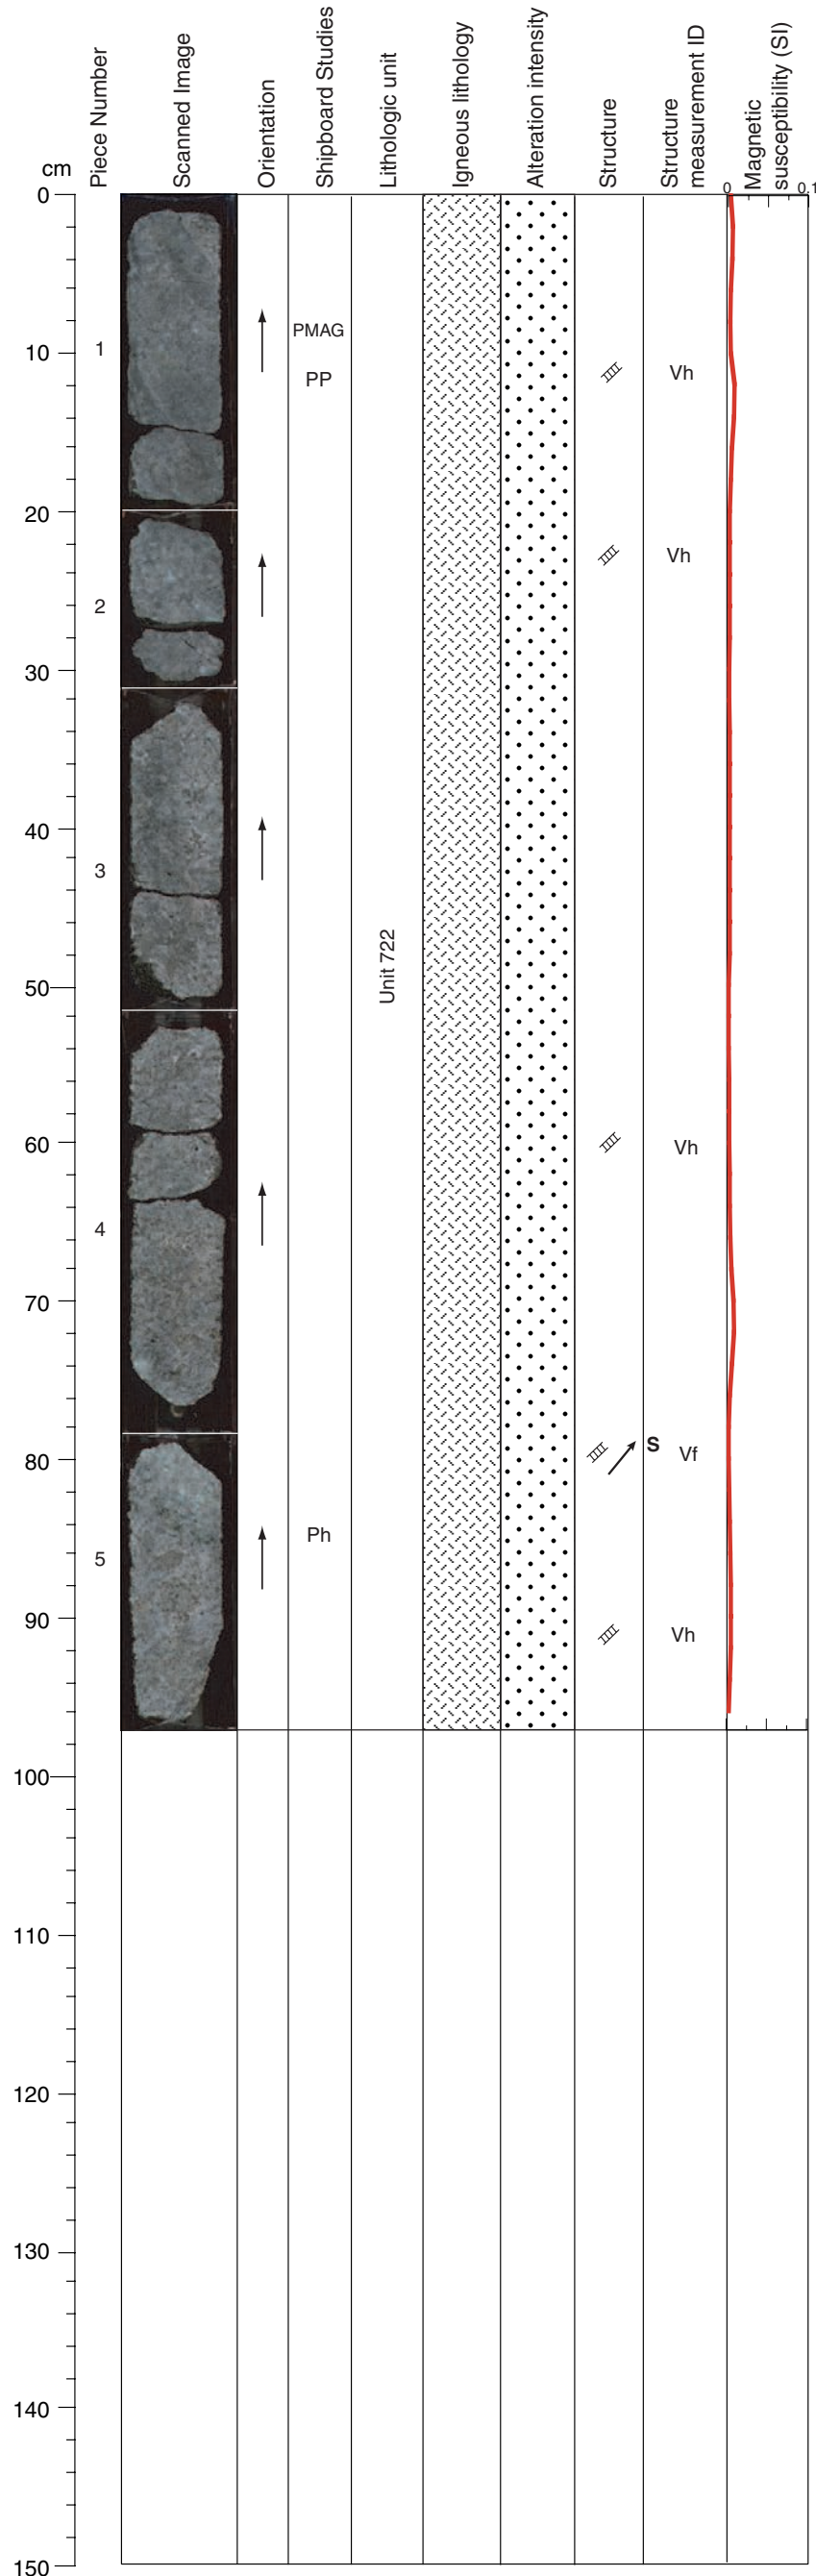 cm
Piece Number
Scanned Image
Orientation
Shipboard Studies
Lithologic unit
Igneous lithology
Alteration intensity
Structure
Structure
measurement ID
Magnetic
susceptibility (SI)
0 0.1
0
1
PMAG
10
PP
Vh
20
Vh
2
30
40
3
Unit 722
50
60
Vh
4
70
S
80
Vf
Ph
5
90
Vh
100
110
120
130
140
150